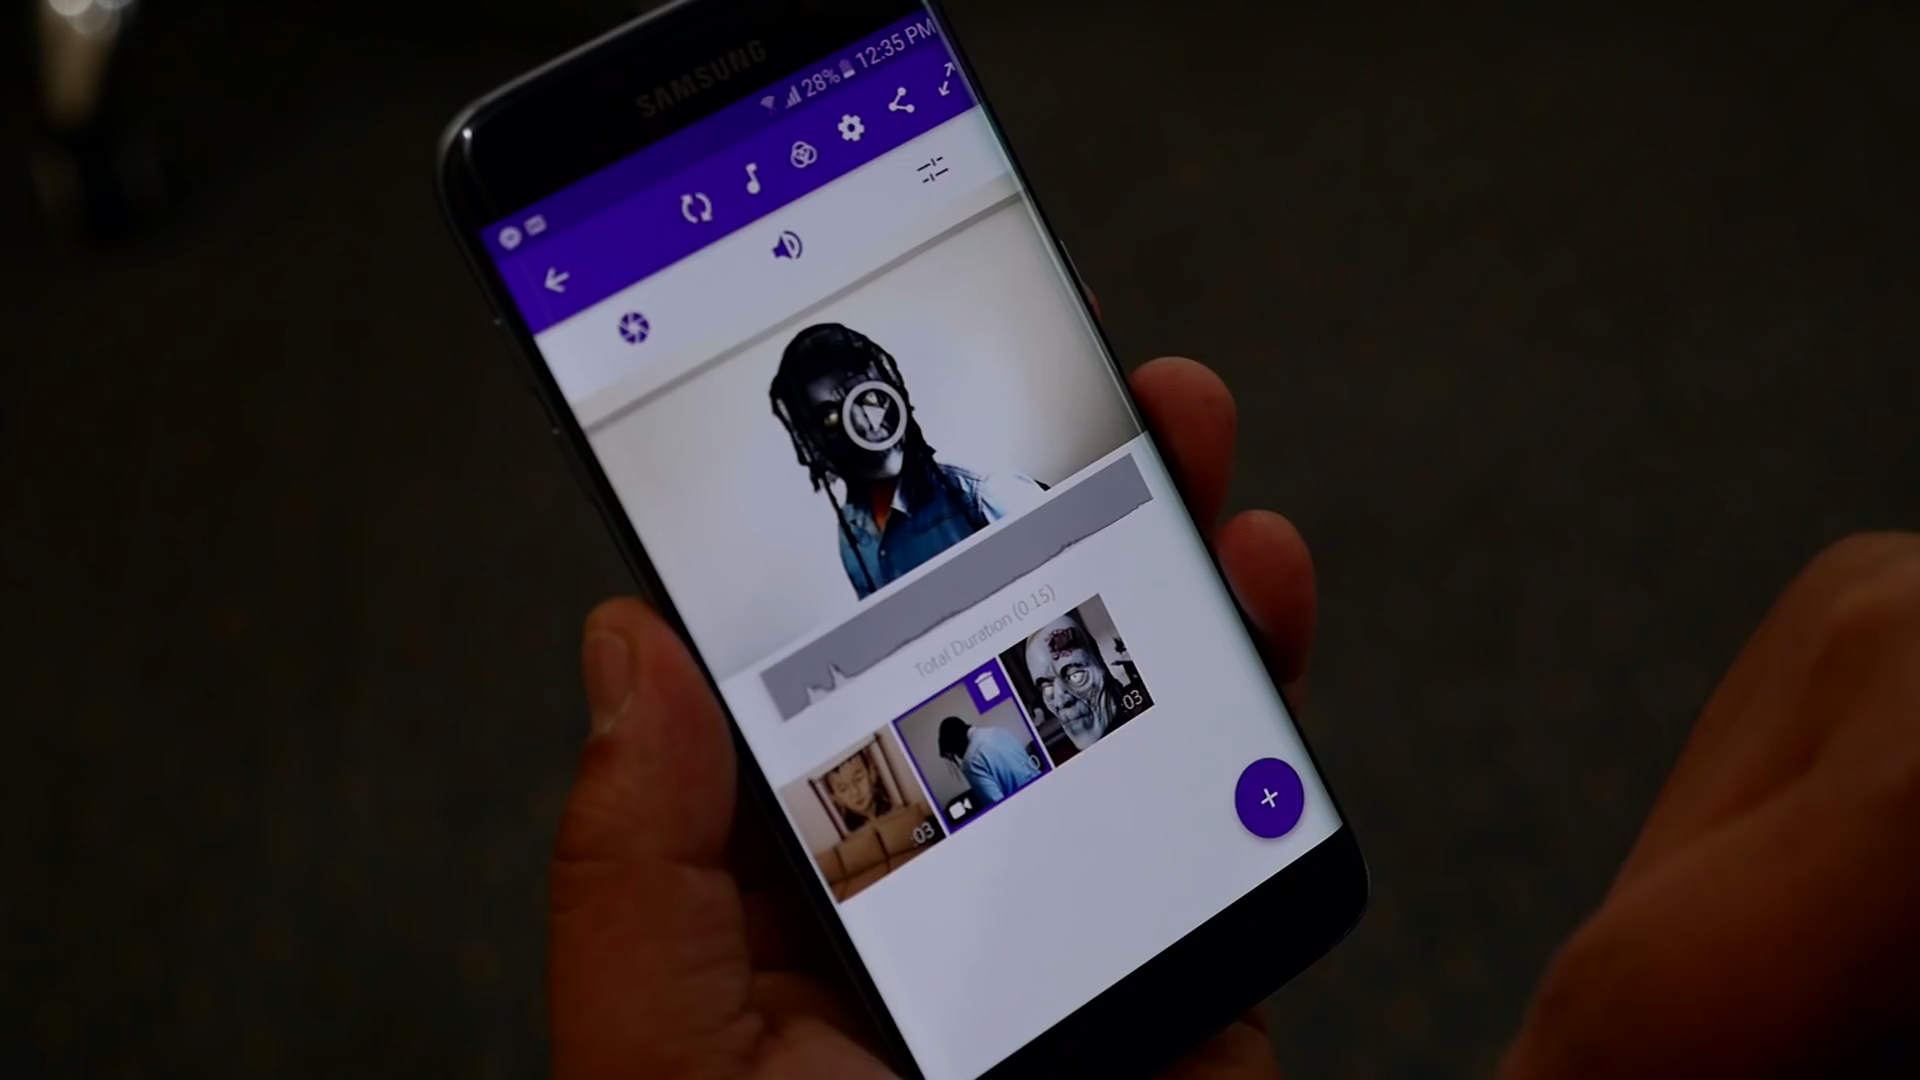 SAMSUNG
28% 12:35 PM
Total Duration (0:15)
:03
:03